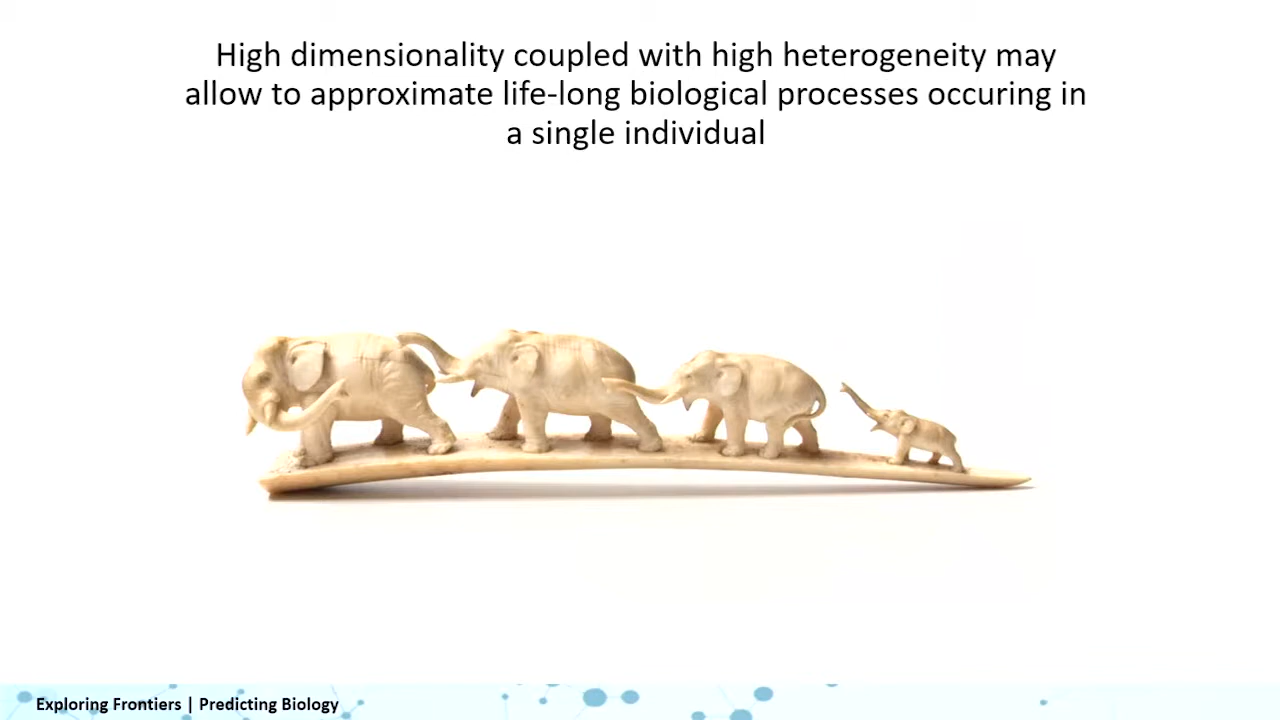 High dimensionality coupled with high heterogeneity may
allow to approximate life-long biological processes occuring in
a single individual
Exploring Frontiers | Predicting Biology